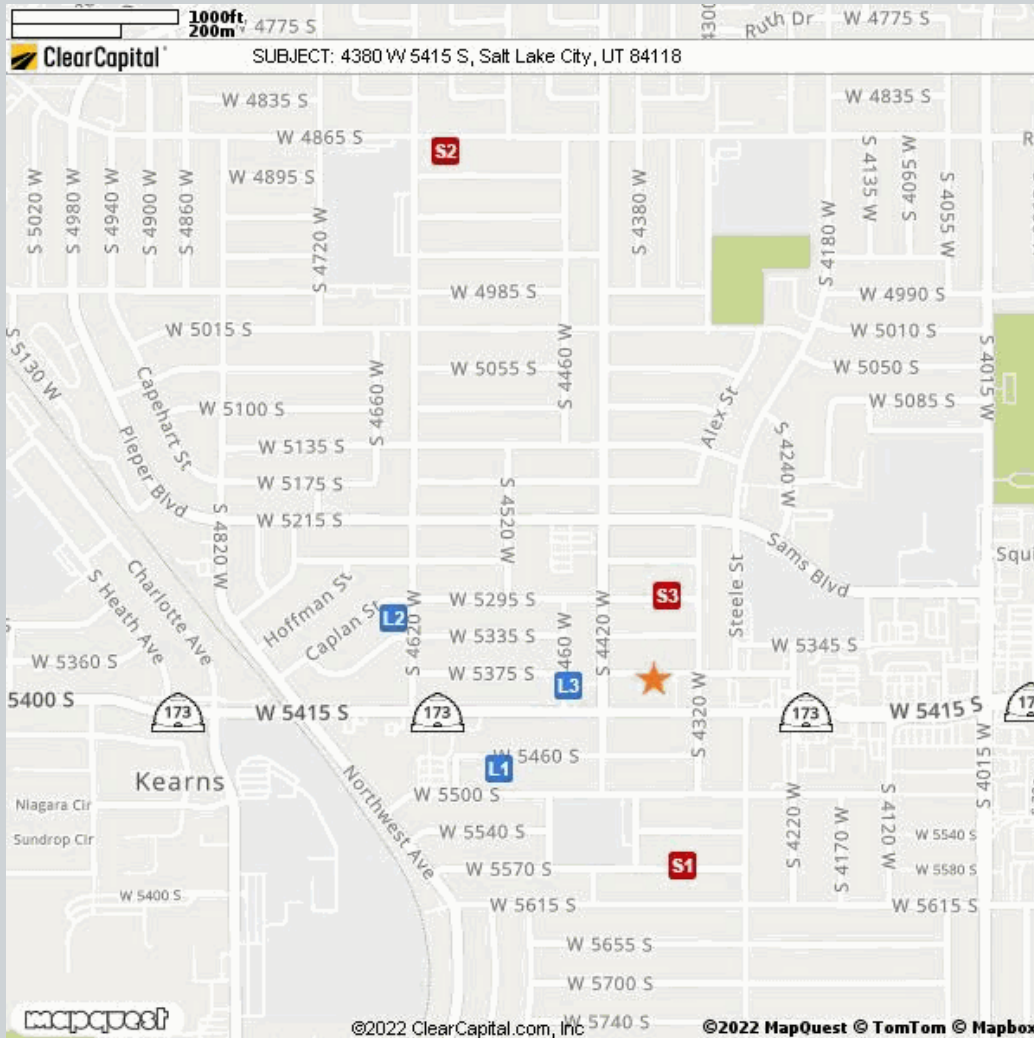 1000ft
200m
W 4775 S
4300
Ruth Dr
W 4775 S
ClearCapital
SUBJECT: 4380 W 5415 S, Salt Lake City, UT 84118
W 4835 S
W 4835 S
W 4865 S
S2
W 4895 S
S 5020 W
S 4980 W
S 4940 W
S 4900 W
S 4860 W
S 4720 W
S 4380 W
S 4180 W
S 4135 W
S 4095 W
S 4055 W
W 4985 S
W 4990 S
W 5015 S
W 5010 S
S 5130 W
W 5055 S
W 5050 S
S 4660 W
S 4460 W
S 4015 W
Capehart St
W 5100 S
W 5085 S
Alex St
W 5135 S
Pieper Blvd
W 5175 S
S 4240 W
S 4820 W
W 5215 S
S 4520 W
Sams Blvd
Squi
Charlotte Ave
S Heath Ave
Hoffman St
Caplan St
S 4620 W
W 5295 S
S3
Steele St
L2
W 5335 S
460 W
S 4420 W
W 5345 S
W 5360 S
W 5375 S
L3
5400 S
173
W 5415 S
173
S 4320 W
173
W 5415 S
17
L1
W 5460 S
S 4015 W
Kearns
Northwest Ave
W 5500 S
Niagara Cir
S 4220 W
S 4170 W
S 4120 W
Sundrop Cir
W 5540 S
W 5540 S
W 5570 S
S1
W 5580 S
W 5400 S
W 5615 S
W 5615 S
W 5655 S
W 5700 S
mapquest
©2022 ClearCapital.com, Inc
W 5740 S
©2022 MapQuest © TomTom © Mapbox